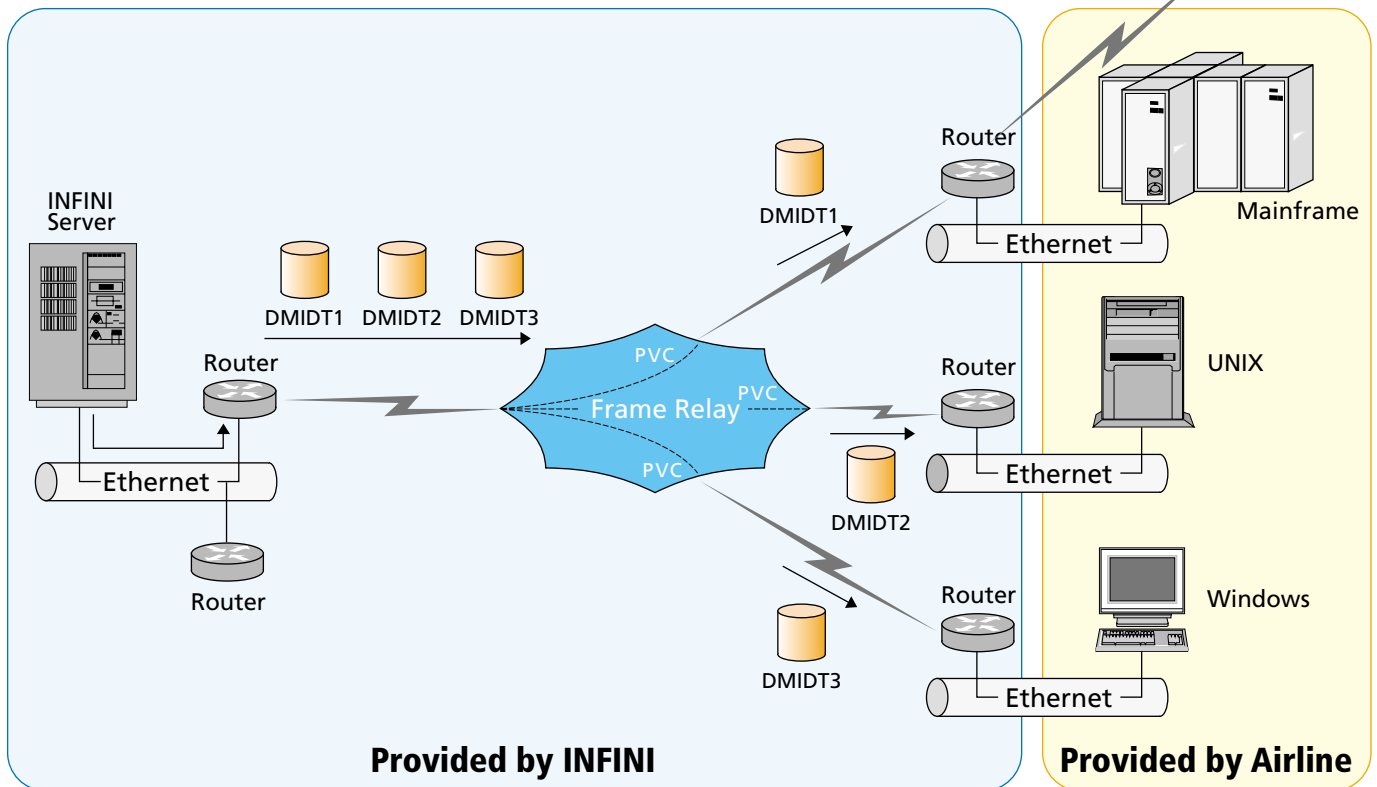 INFINI
Server
DMIDT1 DMIDT2 DMIDT3
Router
Ethernet
Router
PVC
Frame Relay
PVC
PVC
DMIDT1
Router
Ethernet
Mainframe
DMIDT2
Router
Ethernet
UNIX
DMIDT3
Router
Ethernet
Windows
Provided by INFINI
Provided by Airline